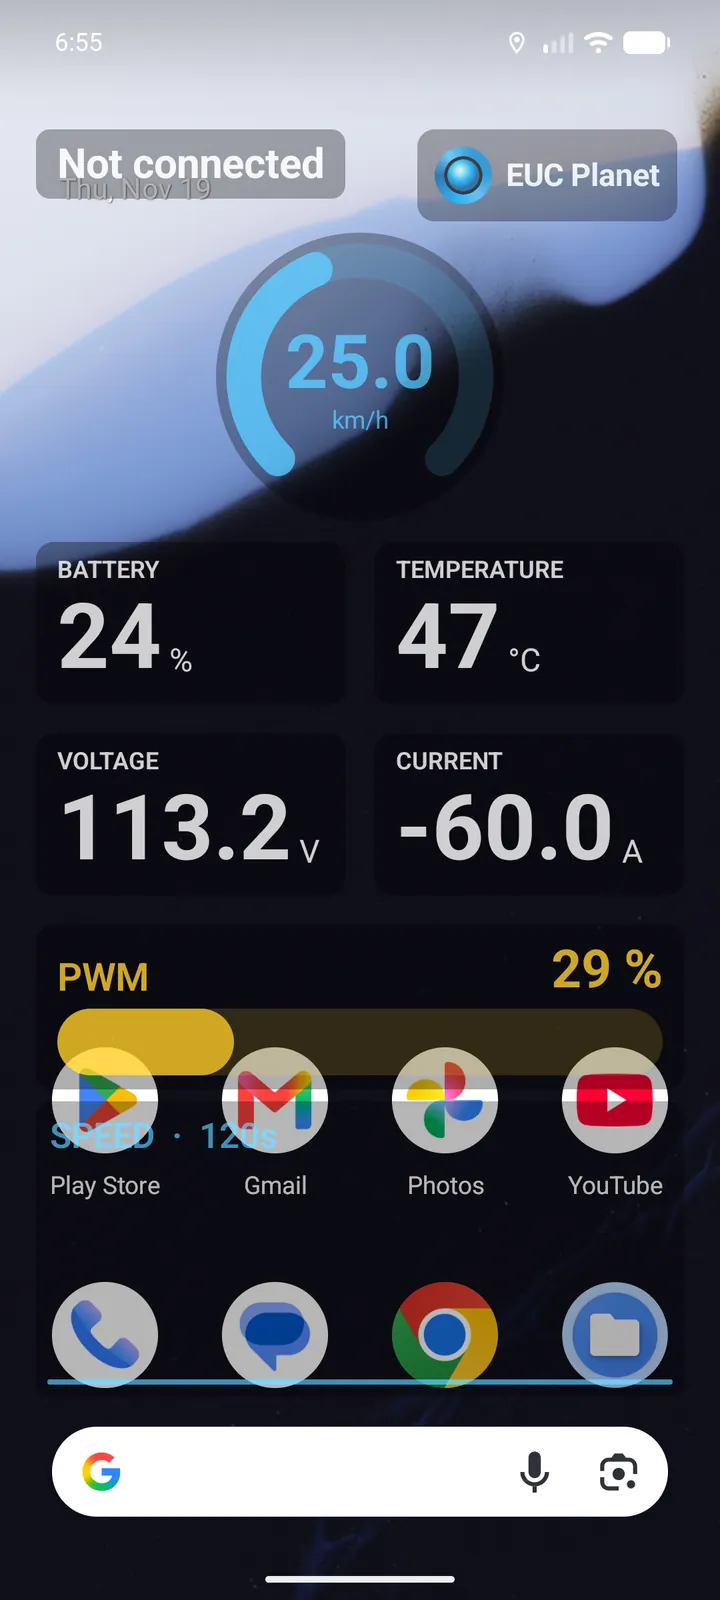 6:55
Not connected
Thu, Nov 19
EUC Planet
25.0
km/h
BATTERY
24 %
TEMPERATURE
47 °C
VOLTAGE
113.2 V
CURRENT
-60.0 A
PWM
29 %
SPEED · 120s
Play Store
Gmail
Photos
YouTube